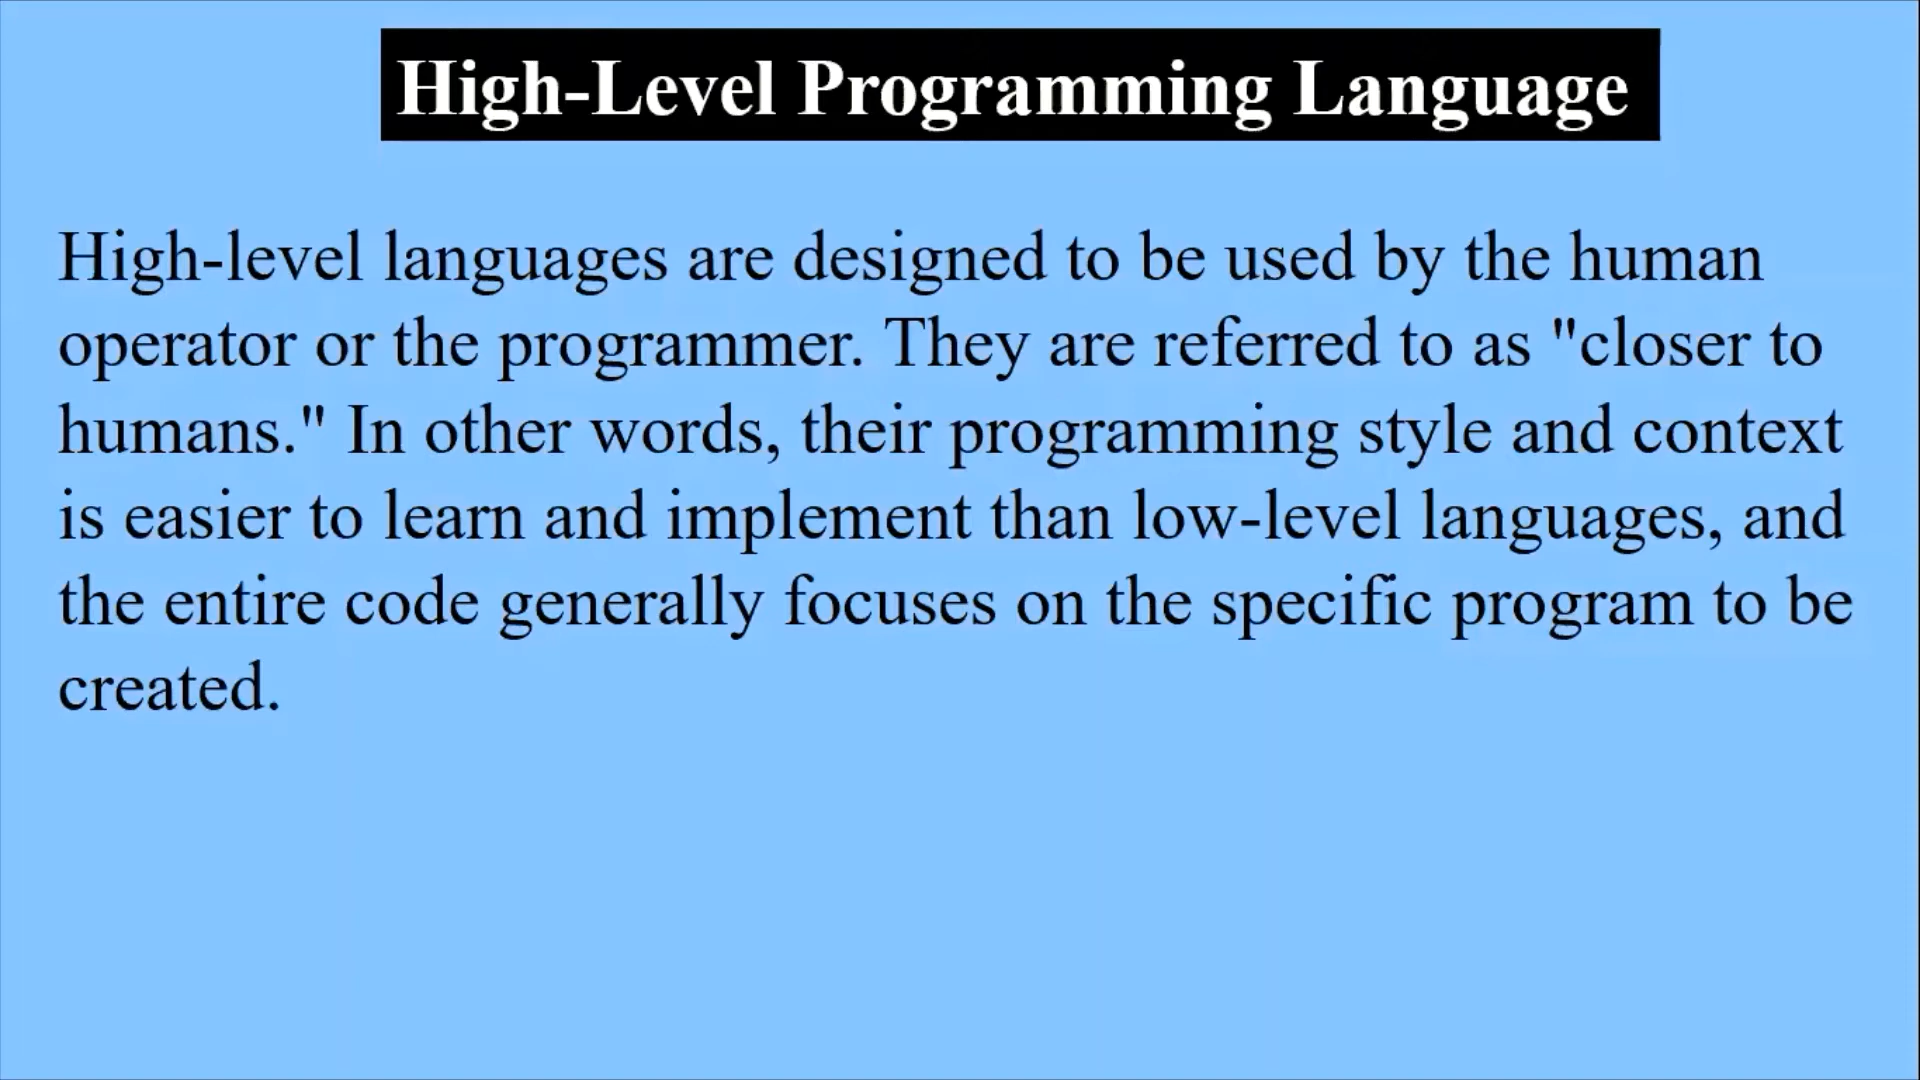 High-Level Programming Language
High-level languages are designed to be used by the human
operator or the programmer. They are referred to as "closer to
humans." In other words, their programming style and context
is easier to learn and implement than low-level languages, and
the entire code generally focuses on the specific program to be
created.